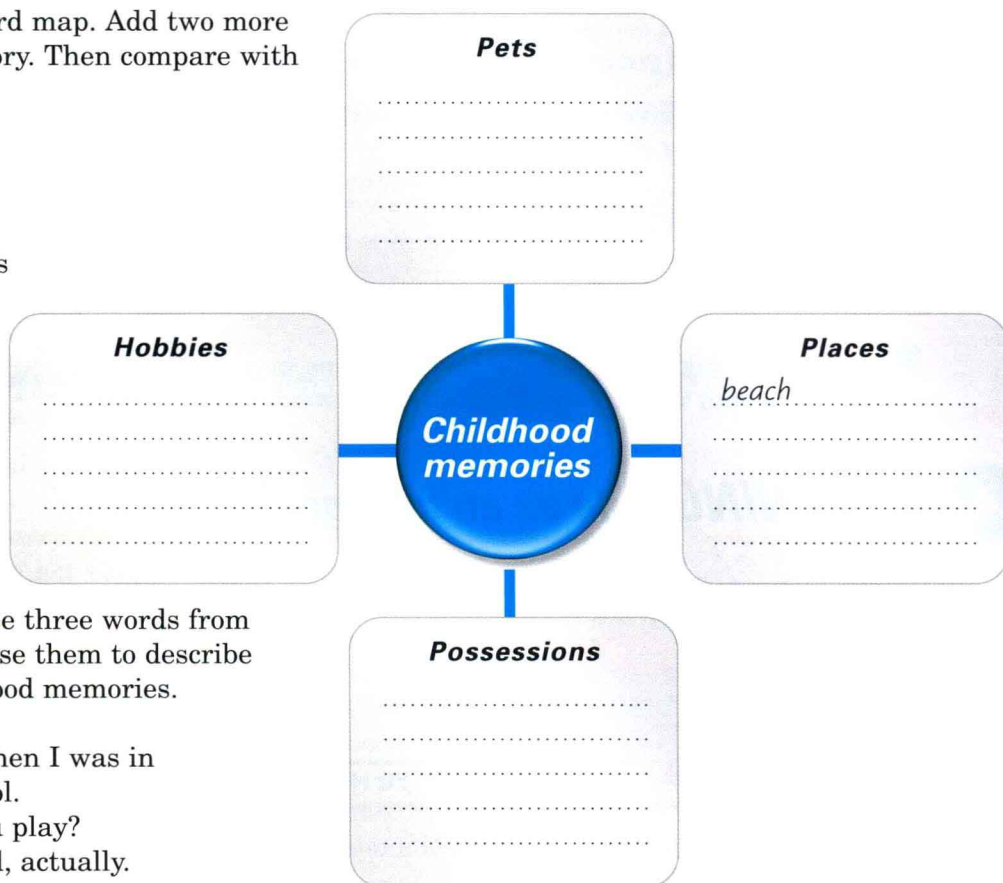 rd map. Add two more
ory. Then compare with
s
Pets
Hobbies
Places
beach
Childhood
memories
Possessions
e three words from
se them to describe
ood memories.
hen I was in
ol.
u play?
l, actually.